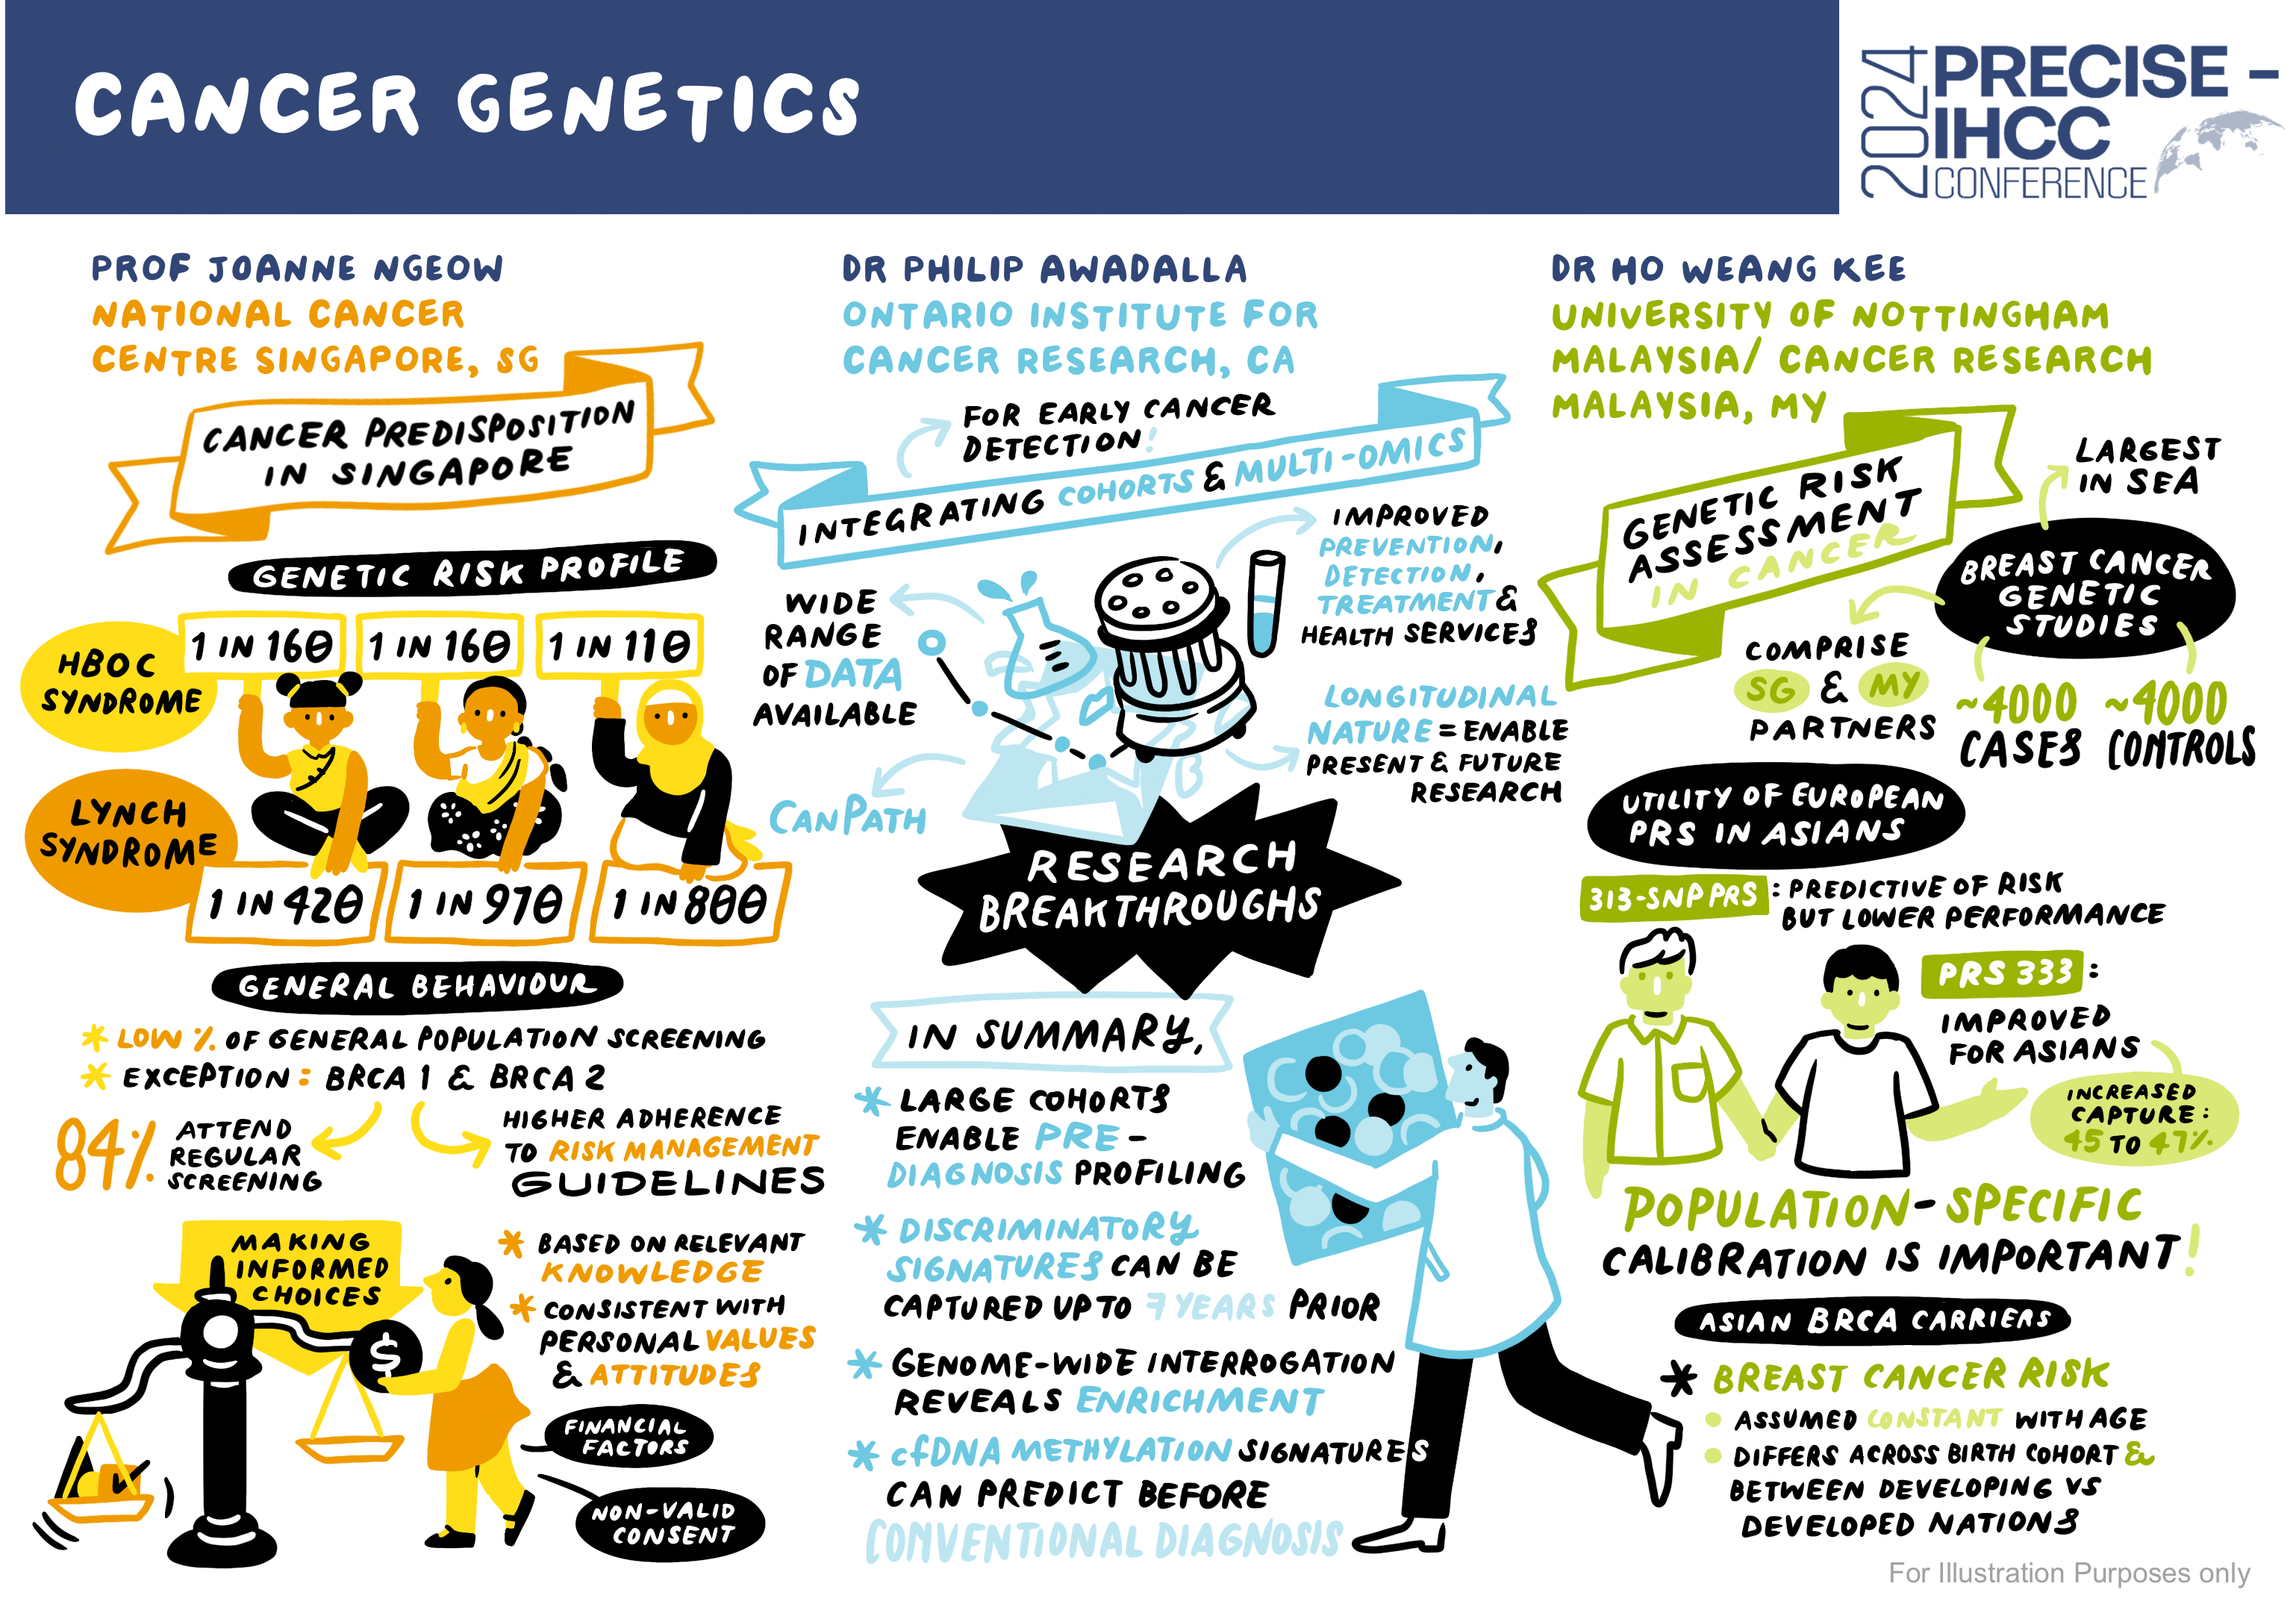 CANCER GENETICS
2024
PRECISE –
IHCC
CONFERENCE
PROF JOANNE NGEOW
NATIONAL CANCER
CENTRE SINGAPORE, SG
CANCER PREDISPOSITION
IN SINGAPORE
GENETIC RISK PROFILE
HBOC
SYNDROME
1 IN 160
1 IN 160
1 IN 110
LYNCH
SYNDROME
1 IN 420
1 IN 970
1 IN 800
GENERAL BEHAVIOUR
* LOW % OF GENERAL POPULATION SCREENING
* EXCEPTION: BRCA 1 & BRCA 2
84%
ATTEND
REGULAR
SCREENING
HIGHER ADHERENCE
TO RISK MANAGEMENT
GUIDELINES
MAKING
INFORMED
CHOICES
$
* BASED ON RELEVANT
KNOWLEDGE
* CONSISTENT WITH
PERSONAL VALUES
& ATTITUDES
FINANCIAL
FACTORS
NON-VALID
CONSENT
DR PHILIP AWADALLA
ONTARIO INSTITUTE FOR
CANCER RESEARCH, CA
FOR EARLY CANCER
DETECTION!
INTEGRATING COHORTS & MULTI-OMICS
WIDE
RANGE
OF DATA
AVAILABLE
IMPROVED
PREVENTION,
DETECTION,
TREATMENT &
HEALTH SERVICES
LONGITUDINAL
NATURE = ENABLE
PRESENT & FUTURE
RESEARCH
CANPATH
RESEARCH
BREAKTHROUGHS
IN SUMMARY,
* LARGE COHORTS
ENABLE PRE-
DIAGNOSIS PROFILING
* DISCRIMINATORY
SIGNATURES CAN BE
CAPTURED UP TO 7 YEARS PRIOR
* GENOME-WIDE INTERROGATION
REVEALS ENRICHMENT
* cfDNA METHYLATION SIGNATURES
CAN PREDICT BEFORE
CONVENTIONAL DIAGNOSIS
DR HO WEANG KEE
UNIVERSITY OF NOTTINGHAM
MALAYSIA/ CANCER RESEARCH
MALAYSIA, MY
GENETIC RISK
ASSESSMENT
IN CANCER
LARGEST
IN SEA
BREAST CANCER
GENETIC
STUDIES
COMPRISE
SG & MY
PARTNERS
~4000
CASES
~4000
CONTROLS
UTILITY OF EUROPEAN
PRS IN ASIANS
313-SNP PRS : PREDICTIVE OF RISK
BUT LOWER PERFORMANCE
PRS 333 :
IMPROVED
FOR ASIANS
INCREASED
CAPTURE:
45 TO 47%
POPULATION-SPECIFIC
CALIBRATION IS IMPORTANT!
ASIAN BRCA CARRIERS
* BREAST CANCER RISK
• ASSUMED CONSTANT WITH AGE
• DIFFERS ACROSS BIRTH COHORT &
BETWEEN DEVELOPING VS
DEVELOPED NATIONS
For Illustration Purposes only